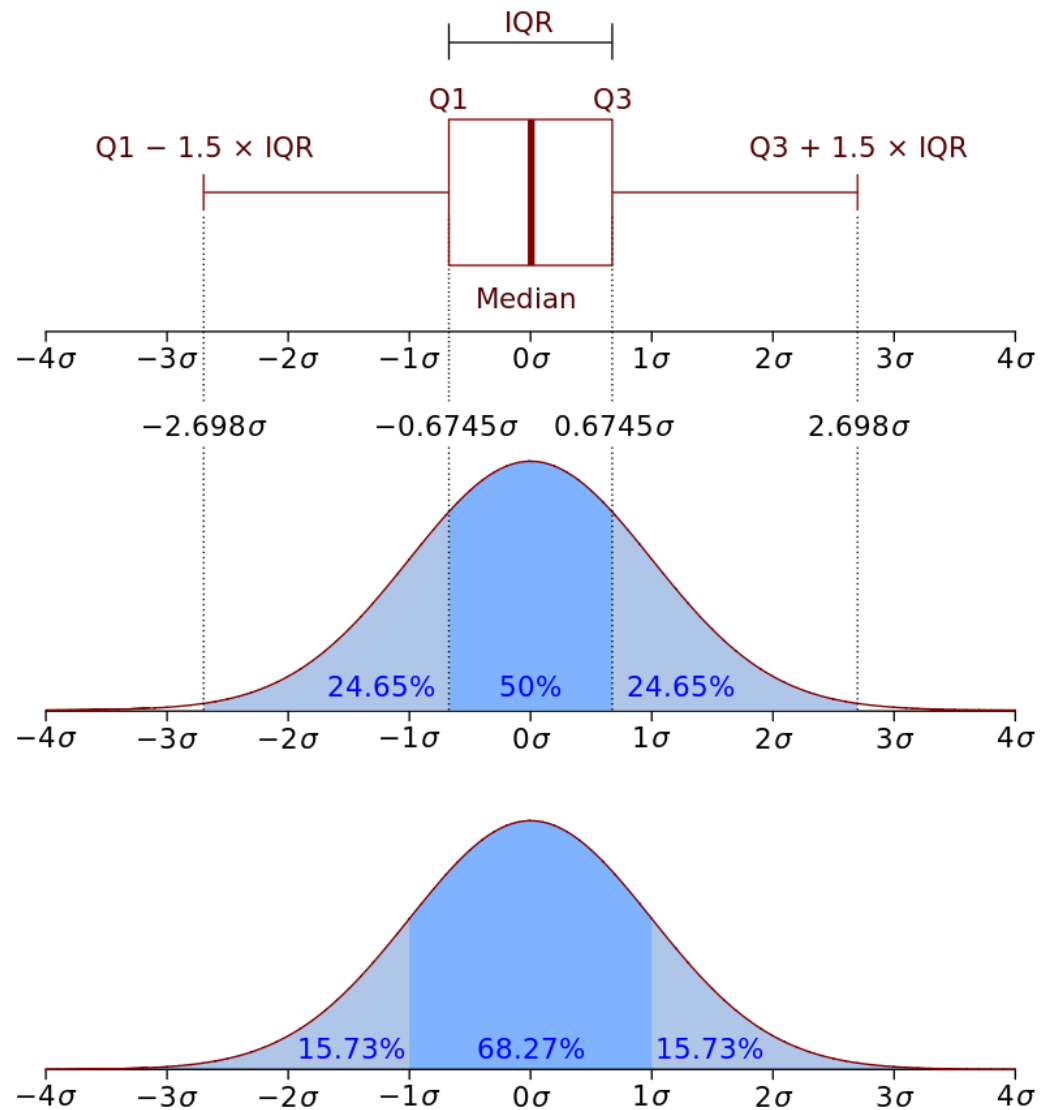 IQR
Q1 Q3
Q1 − 1.5 × IQR Q3 + 1.5 × IQR
Median
−4σ −3σ −2σ −1σ 0σ 1σ 2σ 3σ 4σ
−2.698σ −0.6745σ 0.6745σ 2.698σ
24.65% 50% 24.65%
−4σ −3σ −2σ −1σ 0σ 1σ 2σ 3σ 4σ
15.73% 68.27% 15.73%
−4σ −3σ −2σ −1σ 0σ 1σ 2σ 3σ 4σ